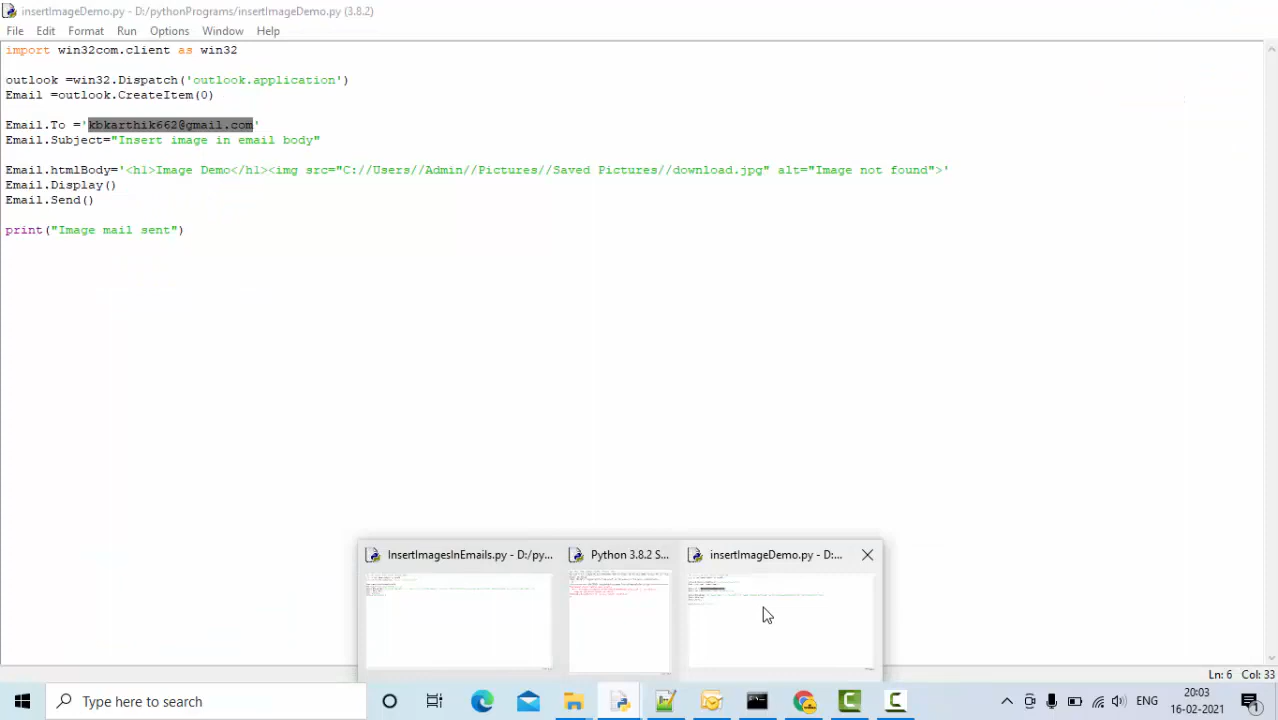 insertImageDemo.py - D:/pythonPrograms/insertImageDemo.py (3.8.2)
File Edit Format Run Options Window Help
import win32com.client as win32
outlook =win32.Dispatch('outlook.application')
Email =outlook.CreateItem(0)
Email.To ='kbkarthik662@gmail.com'
Email.Subject="Insert image in email body"
Email.htmlBody='<h1>Image Demo</h1><img src="C://Users//Admin//Pictures//Saved Pictures//download.jpg" alt="Image not found">'
Email.Display()
Email.Send()
print("Image mail sent")
InsertImagesInEmails.py - D:/py... Python 3.8.2 S... insertImageDemo.py - D:...
Ln: 6 Col: 33
Type here to search
ENG
20:03
16-02-2021
1